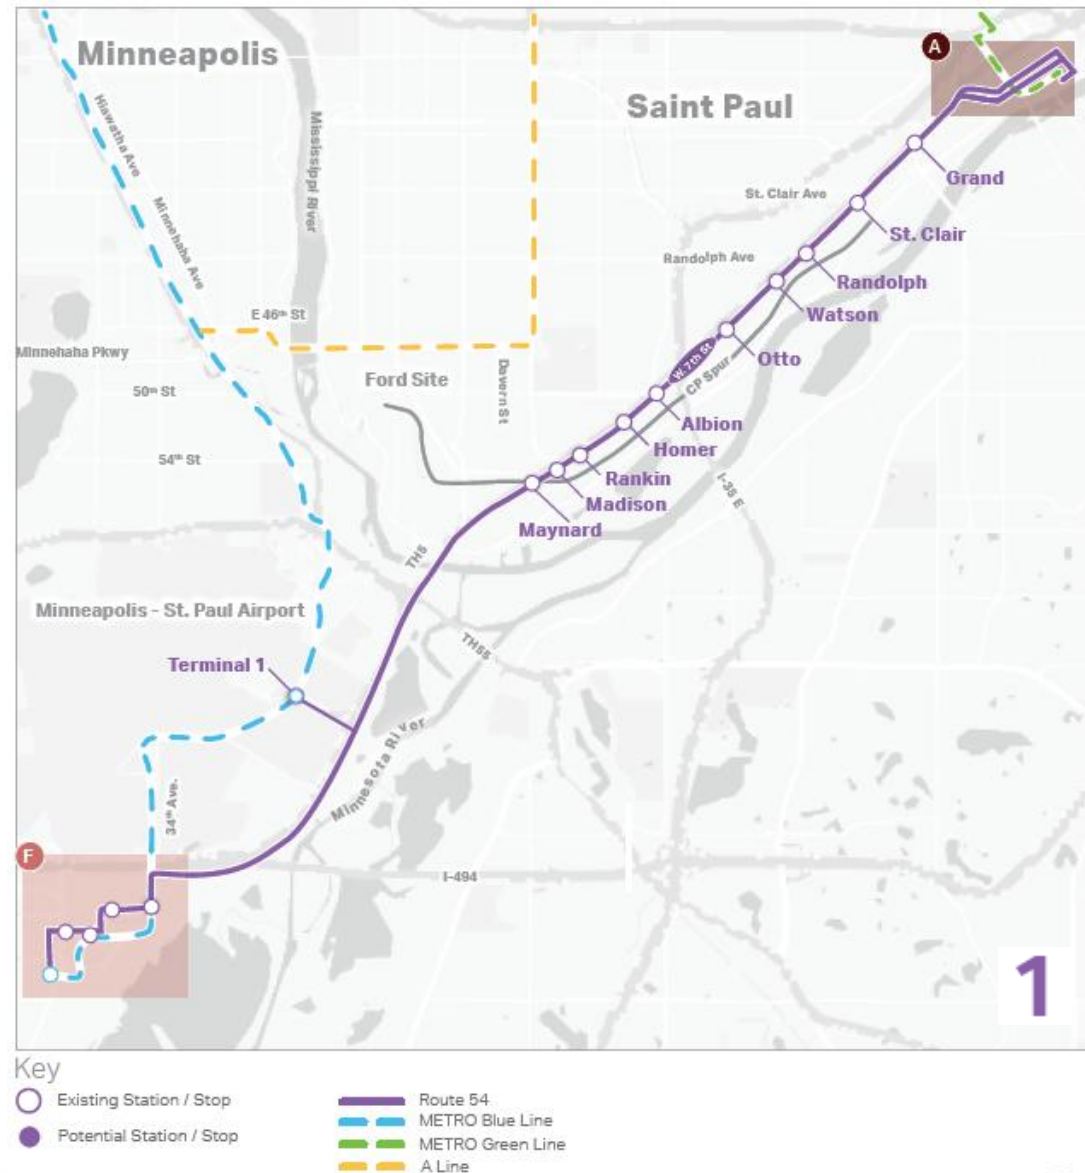 Minneapolis
A
Saint Paul
Hiawatha Ave
Mississippi River
Grand
St. Clair Ave
Minnehaha Ave
St. Clair
Randolph Ave
Randolph
E 46th St
Watson
Minnehaha Pkwy
W. 7th St
Otto
Ford Site
Davern St
CP Spur
50th St
Albion
Homer
54th St
Rankin
I-35 E
Madison
Maynard
TH5
Minneapolis - St. Paul Airport
TH55
Terminal 1
Minnesota River
34th Ave.
F
I-494
1
Key
Existing Station / Stop
Potential Station / Stop
Route 54
METRO Blue Line
METRO Green Line
A Line